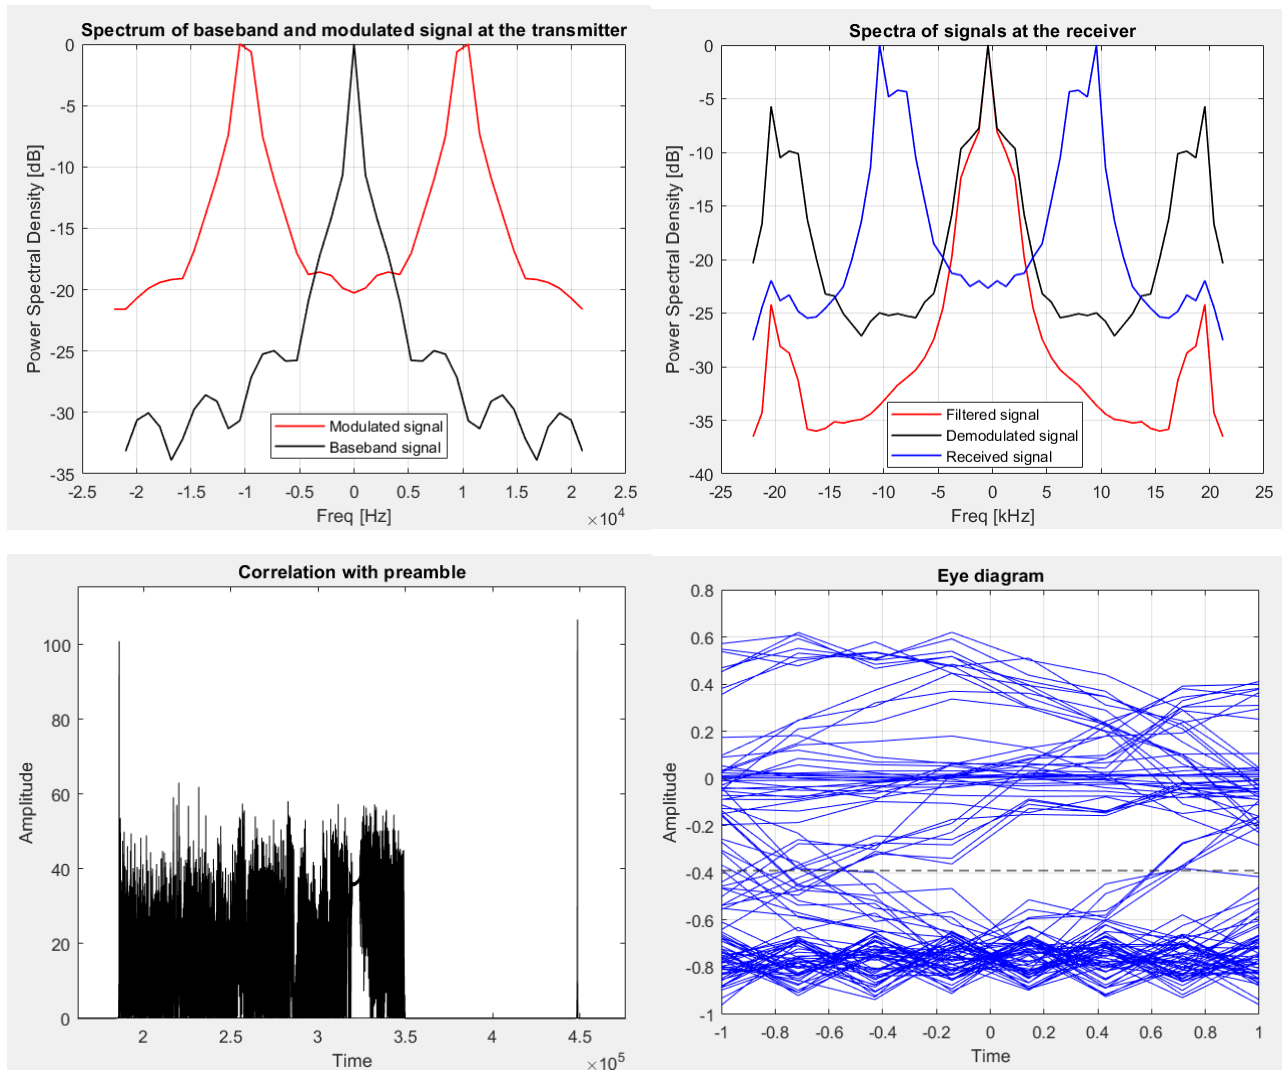 Spectrum of baseband and modulated signal at the transmitter
0
-5
-10
-15
-20
-25
-30
-35
Power Spectral Density [dB]
Modulated signal
Baseband signal
-2.5 -2 -1.5 -1 -0.5 0 0.5 1 1.5 2 2.5
Freq [Hz]
×10^4
Spectra of signals at the receiver
0
-5
-10
-15
-20
-25
-30
-35
-40
Power Spectral Density [dB]
Filtered signal
Demodulated signal
Received signal
-25 -20 -15 -10 -5 0 5 10 15 20 25
Freq [kHz]
Correlation with preamble
100
80
60
40
20
0
Amplitude
2 2.5 3 3.5 4 4.5 5
Time
×10^5
Eye diagram
0.8
0.6
0.4
0.2
0
-0.2
-0.4
-0.6
-0.8
-1
Amplitude
-1 -0.8 -0.6 -0.4 -0.2 0 0.2 0.4 0.6 0.8 1
Time